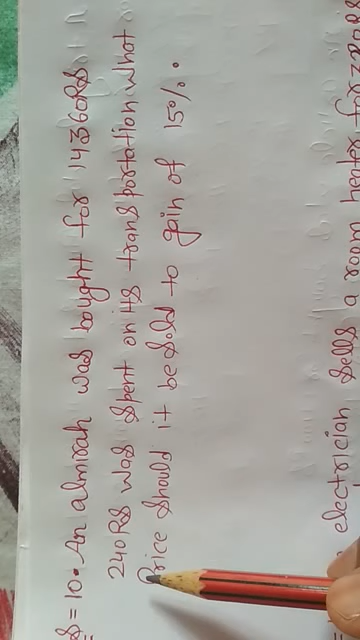 = 10. An almirah was bought for 14360RS
240RS was spent on its transportation what
Price should it be sold to gain of 15%.
electrician sells a room heater for